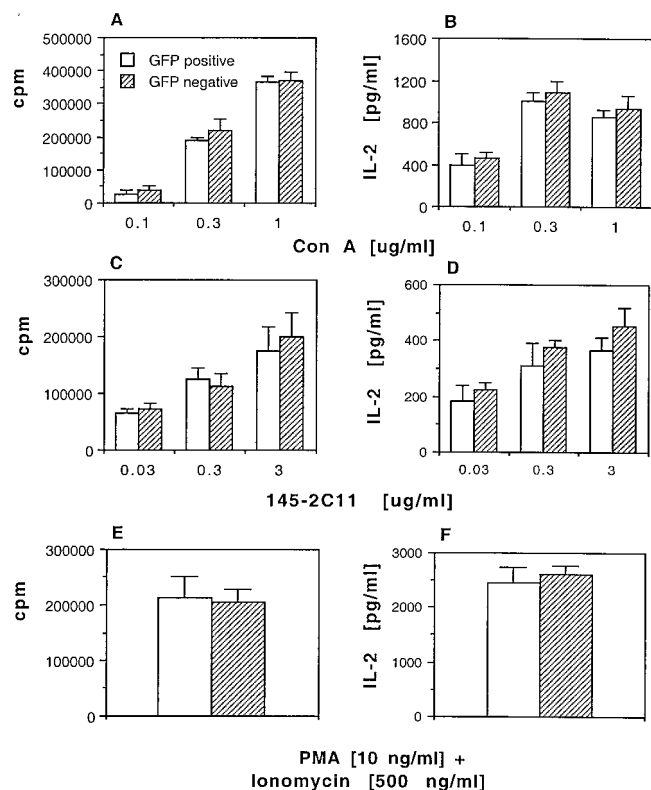 A
cpm
500000
400000
300000
200000
100000
0
GFP positive
GFP negative
0.1
0.3
1
B
IL-2 [pg/ml]
1600
1200
800
400
0
0.1
0.3
1
Con A [ug/ml]
C
cpm
300000
200000
100000
0
0.03
0.3
3
D
IL-2 [pg/ml]
600
400
200
0
0.03
0.3
3
145-2C11 [ug/ml]
E
cpm
300000
200000
100000
0
F
IL-2 [pg/ml]
3000
2000
1000
0
PMA [10 ng/ml] +
Ionomycin [500 ng/ml]